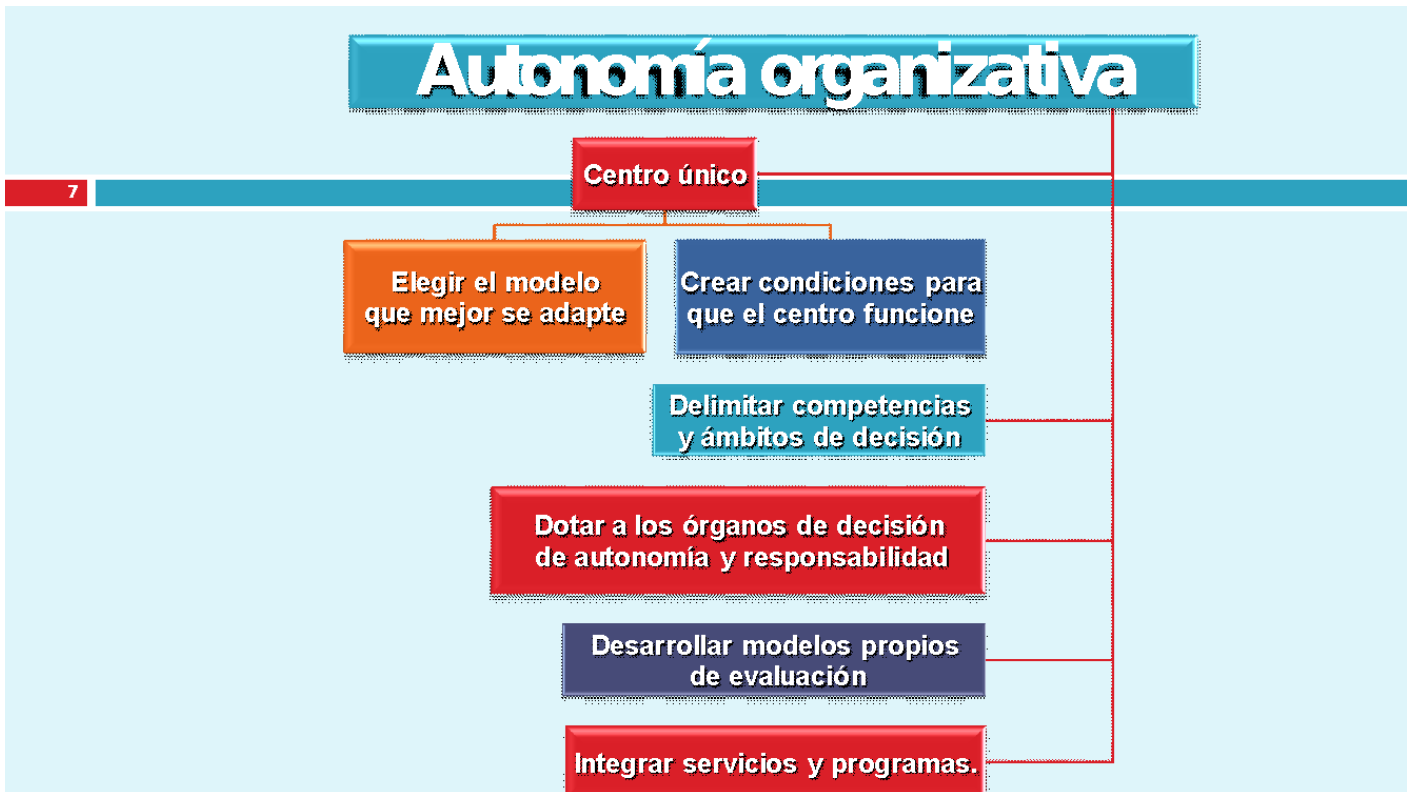 Autonomía organizativa
Centro único
7
Elegir el modelo
que mejor se adapte
Crear condiciones para
que el centro funcione
Delimitar competencias
y ámbitos de decisión
Dotar a los órganos de decisión
de autonomía y responsabilidad
Desarrollar modelos propios
de evaluación
Integrar servicios y programas.